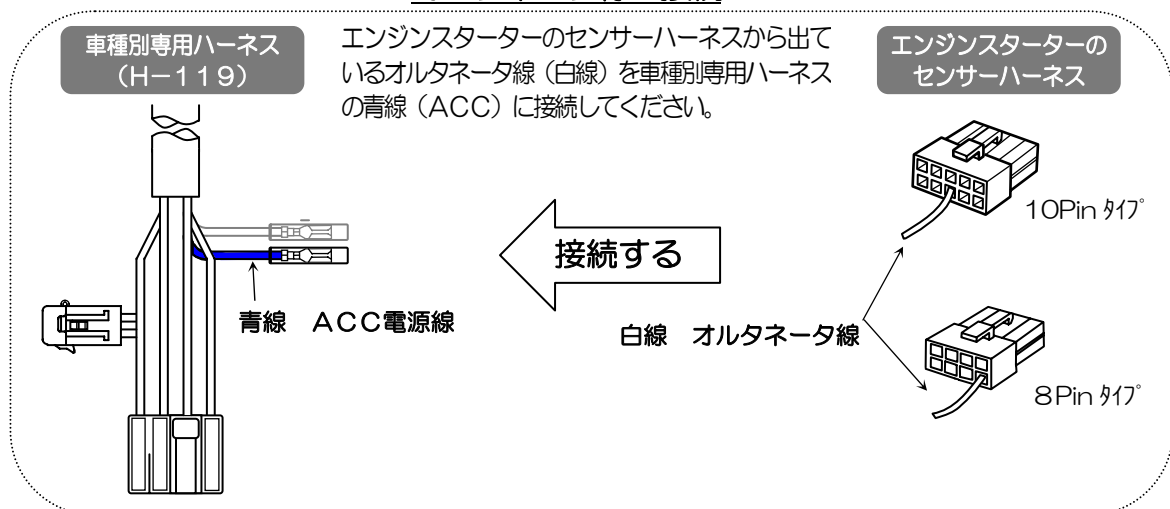 車種別専用ハーネス
(H−119)
エンジンスターターのセンサーハーネスから出て
いるオルタネータ線(白線)を車種別専用ハーネス
の青線(ACC)に接続してください。
エンジンスターターの
センサーハーネス
10Pin ﾀｲﾌﾟ
接続する
青線 ACC電源線
白線 オルタネータ線
8Pin ﾀｲﾌﾟ